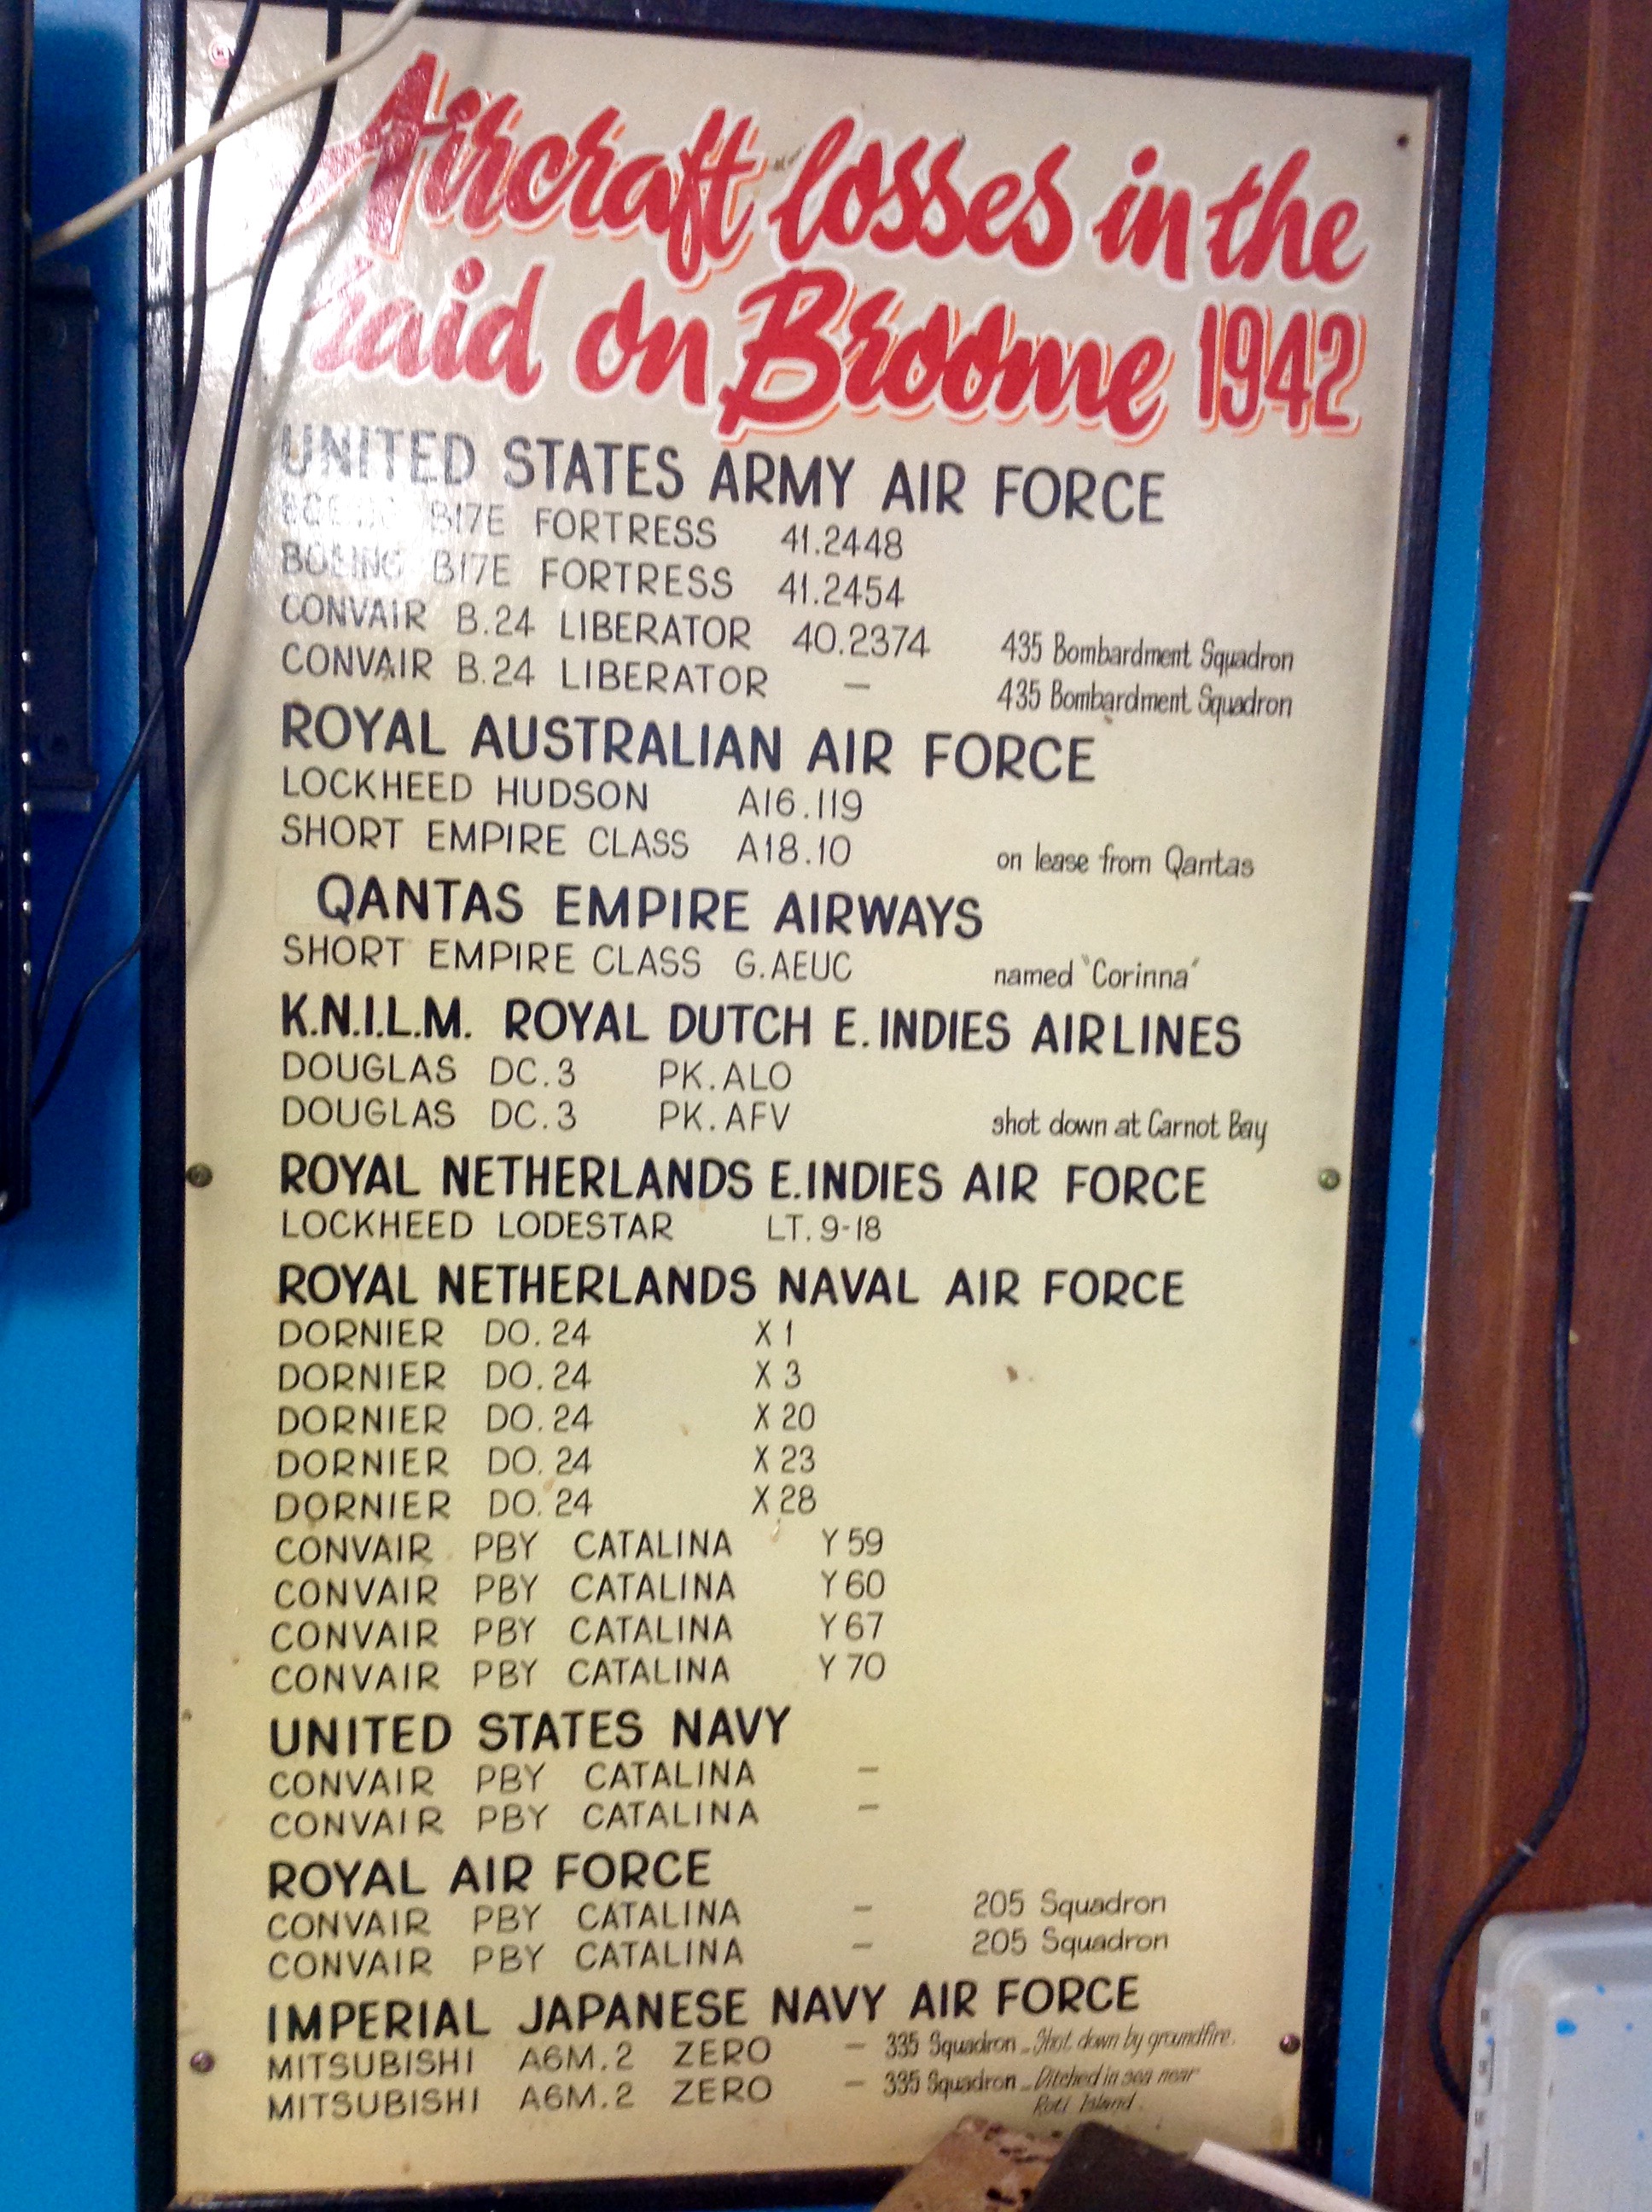 Aircraft losses in the
raid on Broome 1942
UNITED STATES ARMY AIR FORCE
BOEING B17E FORTRESS 41.2448
BOEING B17E FORTRESS 41.2454
CONVAIR B.24 LIBERATOR 40.2374 435 Bombardment Squadron
CONVAIR B.24 LIBERATOR – 435 Bombardment Squadron
ROYAL AUSTRALIAN AIR FORCE
LOCKHEED HUDSON A16.119
SHORT EMPIRE CLASS A18.10 on lease from Qantas
QANTAS EMPIRE AIRWAYS
SHORT EMPIRE CLASS G.AEUC named 'Corinna'
K.N.I.L.M. ROYAL DUTCH E. INDIES AIRLINES
DOUGLAS DC.3 PK.ALO
DOUGLAS DC.3 PK.AFV shot down at Carnot Bay
ROYAL NETHERLANDS E.INDIES AIR FORCE
LOCKHEED LODESTAR LT. 9-18
ROYAL NETHERLANDS NAVAL AIR FORCE
DORNIER DO. 24 X 1
DORNIER DO. 24 X 3
DORNIER DO. 24 X 20
DORNIER DO. 24 X 23
DORNIER DO. 24 X 28
CONVAIR PBY CATALINA Y 59
CONVAIR PBY CATALINA Y 60
CONVAIR PBY CATALINA Y 67
CONVAIR PBY CATALINA Y 70
UNITED STATES NAVY
CONVAIR PBY CATALINA –
CONVAIR PBY CATALINA –
ROYAL AIR FORCE
CONVAIR PBY CATALINA – 205 Squadron
CONVAIR PBY CATALINA – 205 Squadron
IMPERIAL JAPANESE NAVY AIR FORCE
MITSUBISHI A6M.2 ZERO – 335 Squadron – Shot down by groundfire.
MITSUBISHI A6M.2 ZERO – 335 Squadron – Ditched in sea near
Roti Island.